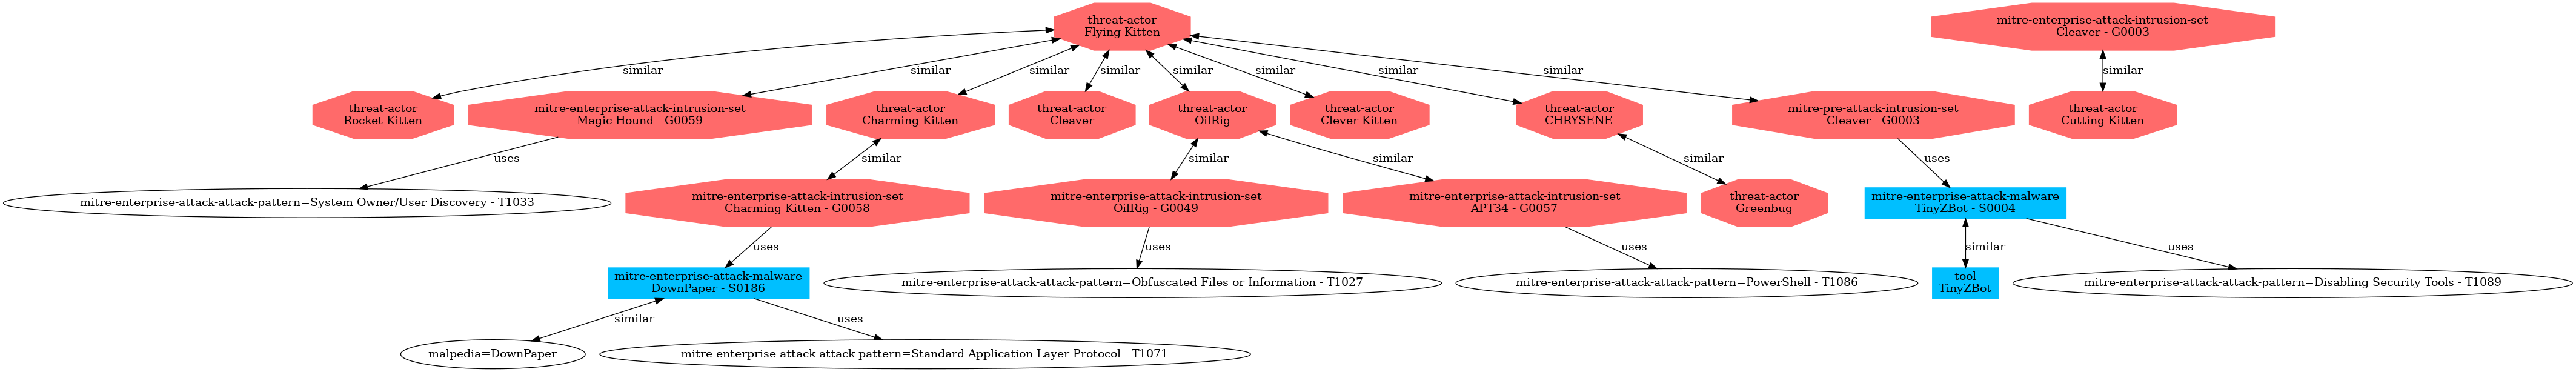 threat-actor
Flying Kitten
mitre-enterprise-attack-intrusion-set
Cleaver - G0003
similar
similar
similar
similar
similar
similar
similar
similar
similar
threat-actor
Rocket Kitten
mitre-enterprise-attack-intrusion-set
Magic Hound - G0059
threat-actor
Charming Kitten
threat-actor
Cleaver
threat-actor
OilRig
threat-actor
Clever Kitten
threat-actor
CHRYSENE
mitre-pre-attack-intrusion-set
Cleaver - G0003
threat-actor
Cutting Kitten
uses
similar
similar
similar
similar
uses
mitre-enterprise-attack-attack-pattern=System Owner/User Discovery - T1033
mitre-enterprise-attack-intrusion-set
Charming Kitten - G0058
mitre-enterprise-attack-intrusion-set
OilRig - G0049
mitre-enterprise-attack-intrusion-set
APT34 - G0057
threat-actor
Greenbug
mitre-enterprise-attack-malware
TinyZBot - S0004
uses
uses
uses
similar
uses
mitre-enterprise-attack-malware
DownPaper - S0186
mitre-enterprise-attack-attack-pattern=Obfuscated Files or Information - T1027
mitre-enterprise-attack-attack-pattern=PowerShell - T1086
tool
TinyZBot
mitre-enterprise-attack-attack-pattern=Disabling Security Tools - T1089
similar
uses
malpedia=DownPaper
mitre-enterprise-attack-attack-pattern=Standard Application Layer Protocol - T1071